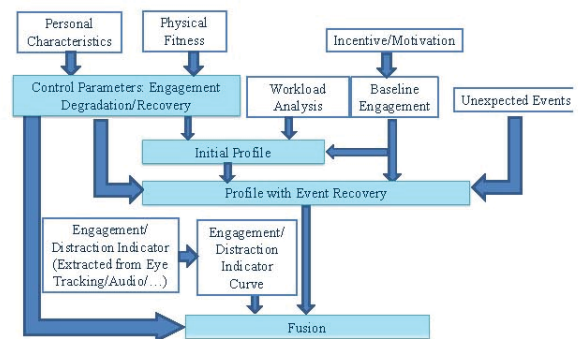 Personal
Characteristics
Physical
Fitness
Incentive/Motivation
Control Parameters: Engagement
Degradation/Recovery
Workload
Analysis
Baseline
Engagement
Unexpected Events
Initial Profile
Profile with Event Recovery
Engagement/
Distraction Indicator
(Extracted from Eye
Tracking/Audio/...)
Engagement/
Distraction
Indicator
Curve
Fusion